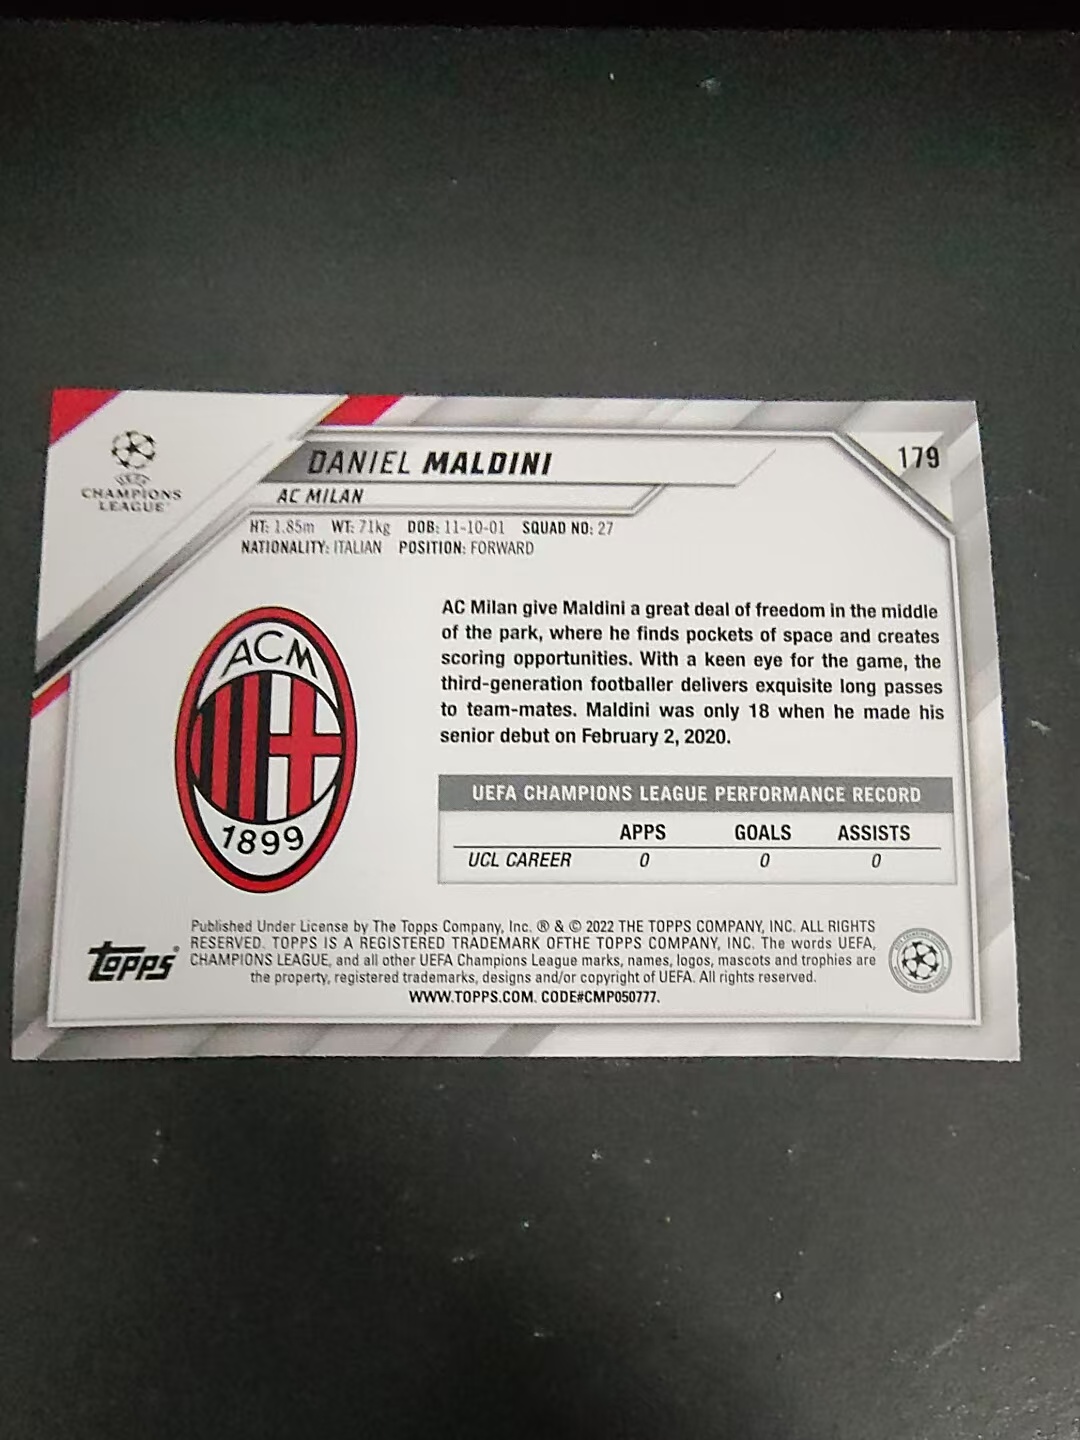 UEFA
CHAMPIONS
LEAGUE
DANIEL MALDINI
179
AC MILAN
HT: 1.85m WT: 71kg DOB: 11-10-01 SQUAD NO: 27
NATIONALITY: ITALIAN POSITION: FORWARD
ACM
1899
AC Milan give Maldini a great deal of freedom in the middle
of the park, where he finds pockets of space and creates
scoring opportunities. With a keen eye for the game, the
third-generation footballer delivers exquisite long passes
to team-mates. Maldini was only 18 when he made his
senior debut on February 2, 2020.
UEFA CHAMPIONS LEAGUE PERFORMANCE RECORD
APPS GOALS ASSISTS
UCL CAREER 0 0 0
topps®
Published Under License by The Topps Company, Inc. ® & © 2022 THE TOPPS COMPANY, INC. ALL RIGHTS
RESERVED. TOPPS IS A REGISTERED TRADEMARK OFTHE TOPPS COMPANY, INC. The words UEFA,
CHAMPIONS LEAGUE, and all other UEFA Champions League marks, names, logos, mascots and trophies are
the property, registered trademarks, designs and/or copyright of UEFA. All rights reserved.
WWW.TOPPS.COM. CODE#CMP050777.